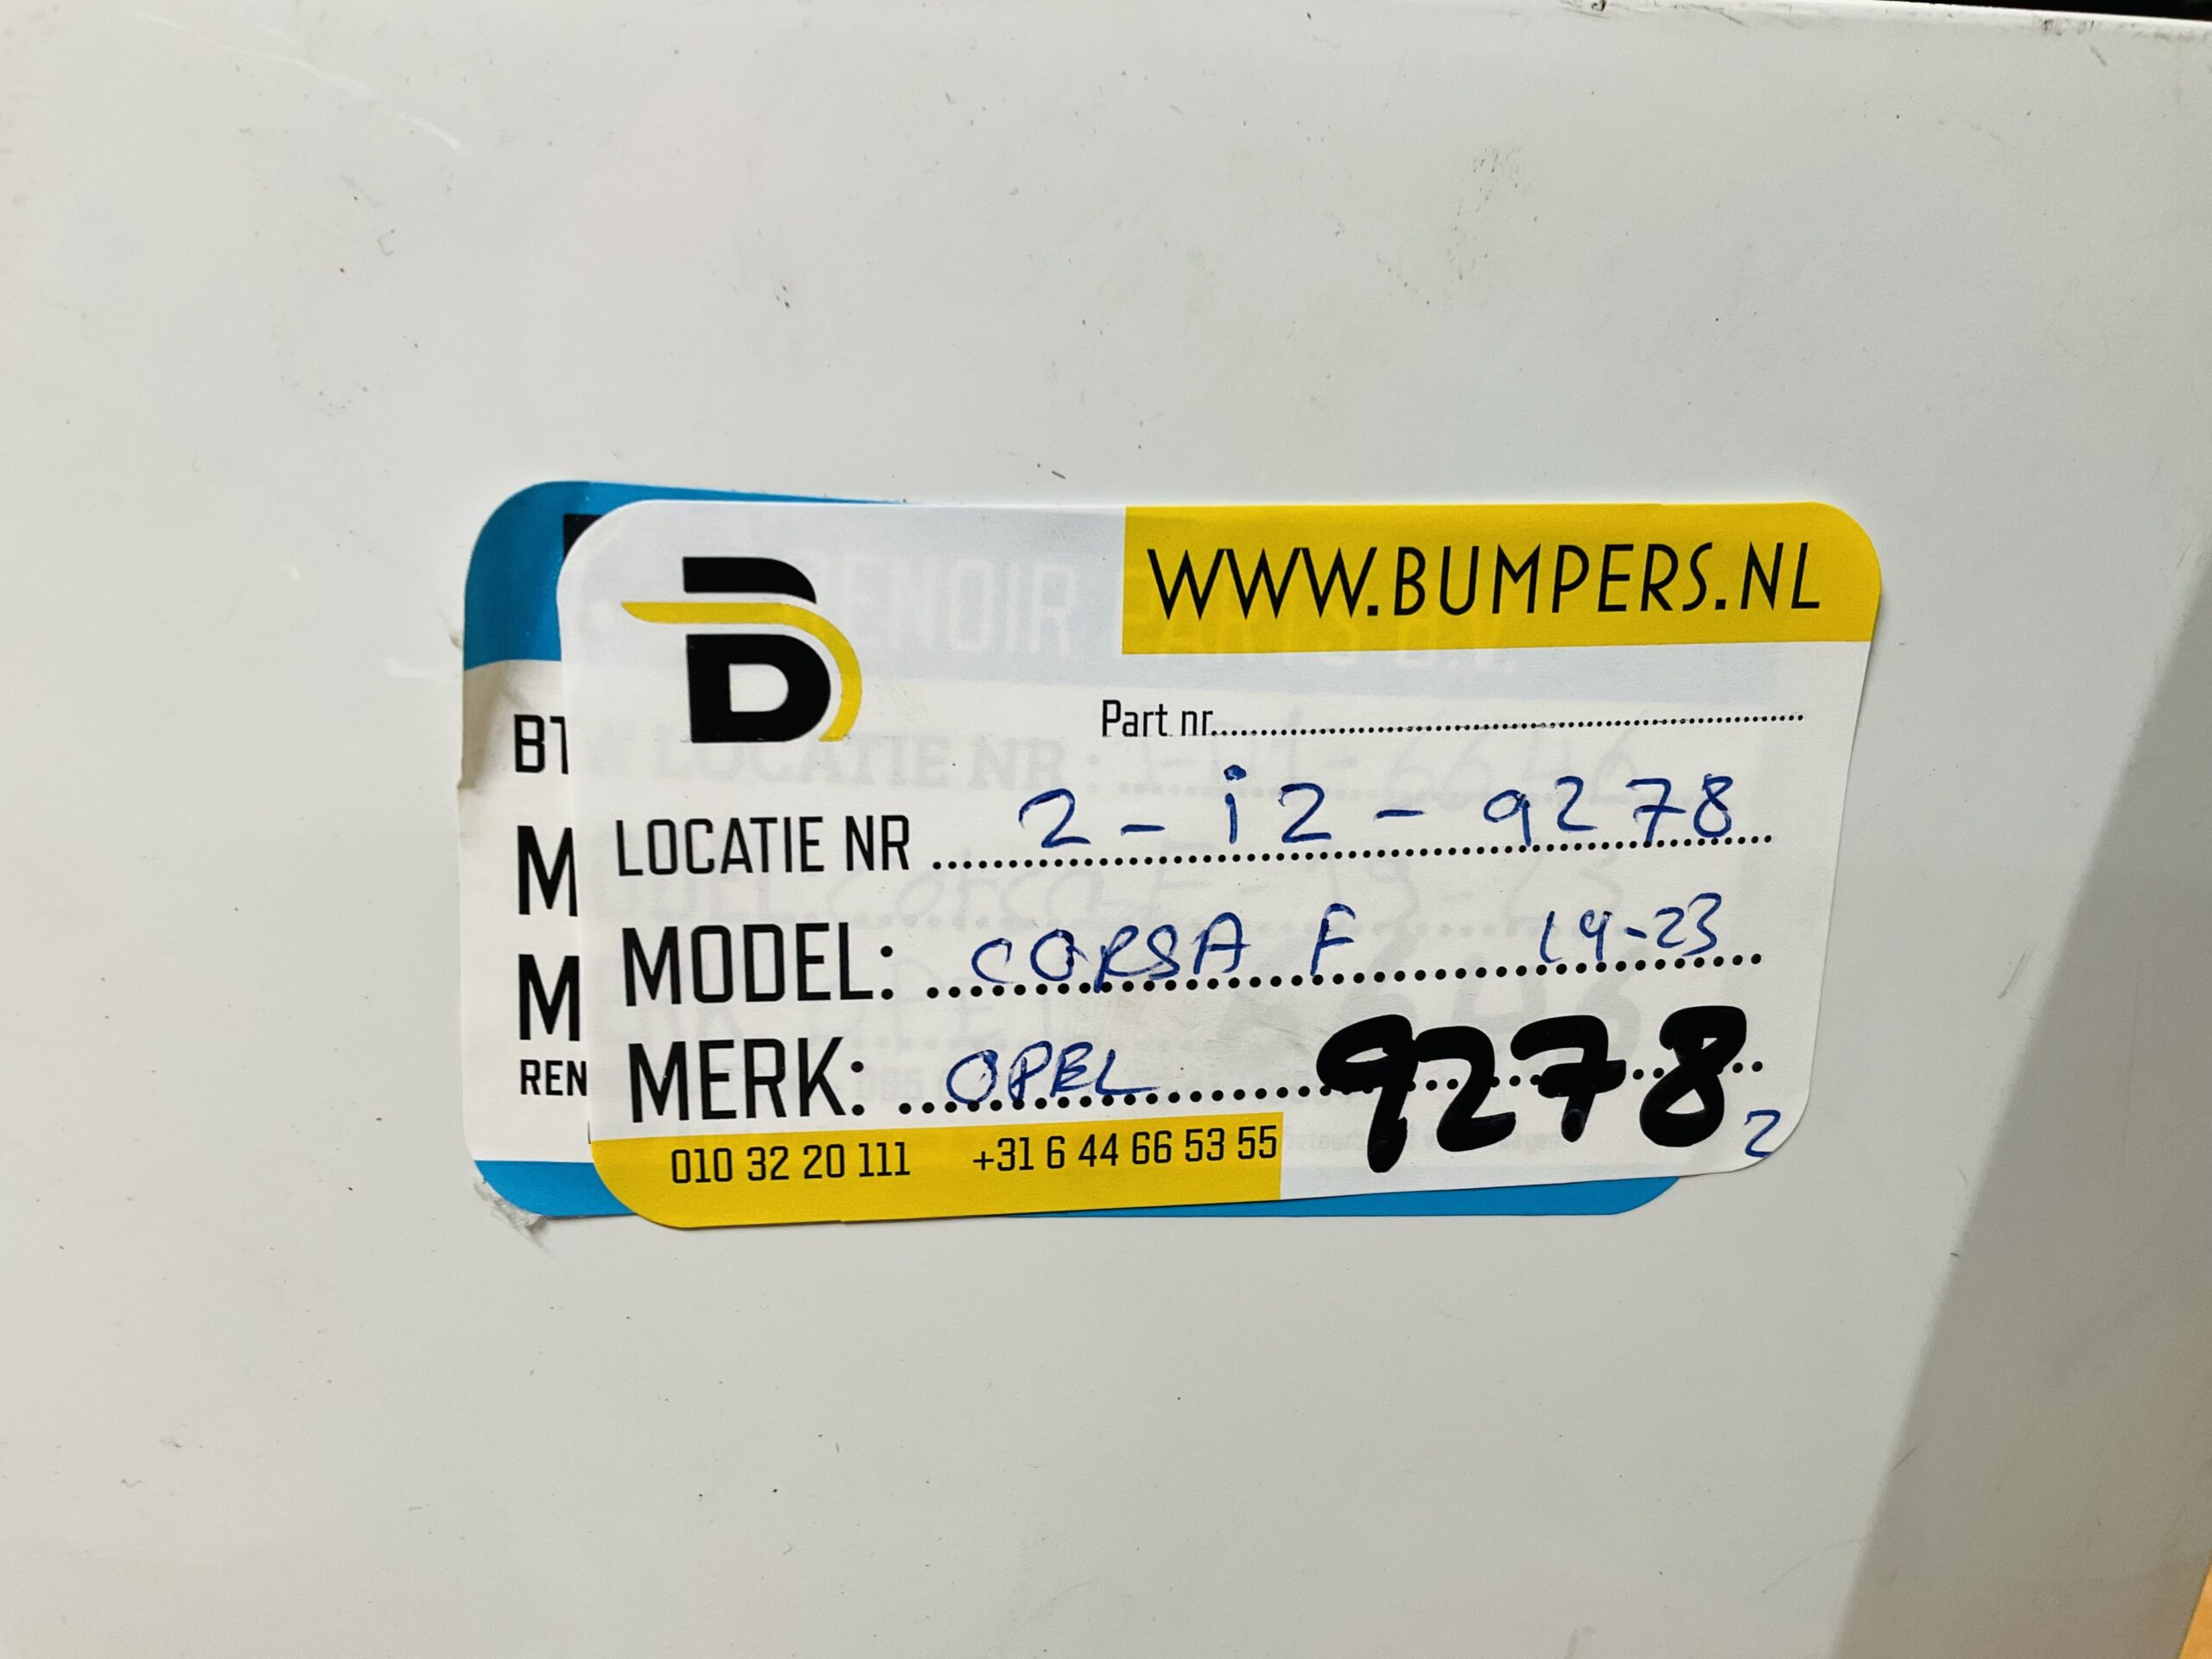 WWW.BUMPERS.NL
Part nr
LOCATIE NR 2 - i2 - 9278
MODEL: CORSA F 19-23
MERK: OPEL 9278
2
010 32 20 111 +31 6 44 66 53 55
BT
M
M
REN